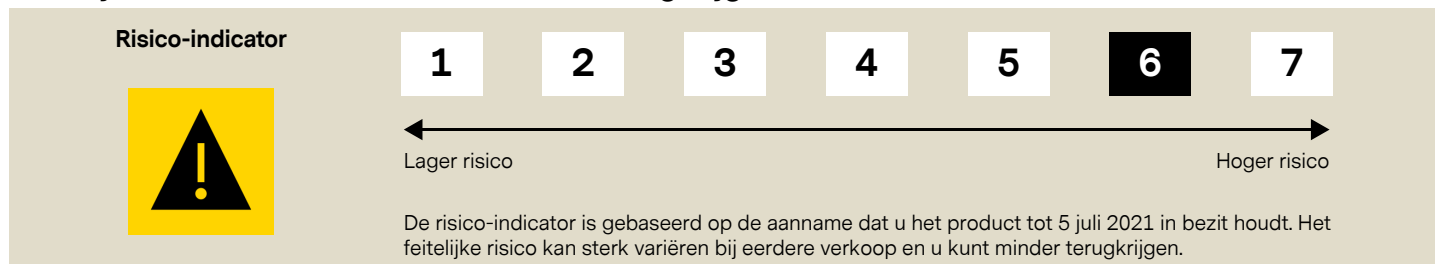 Risico-indicator
1 2 3 4 5 6 7
Lager risico Hoger risico
De risico-indicator is gebaseerd op de aanname dat u het product tot 5 juli 2021 in bezit houdt. Het
feitelijke risico kan sterk variëren bij eerdere verkoop en u kunt minder terugkrijgen.